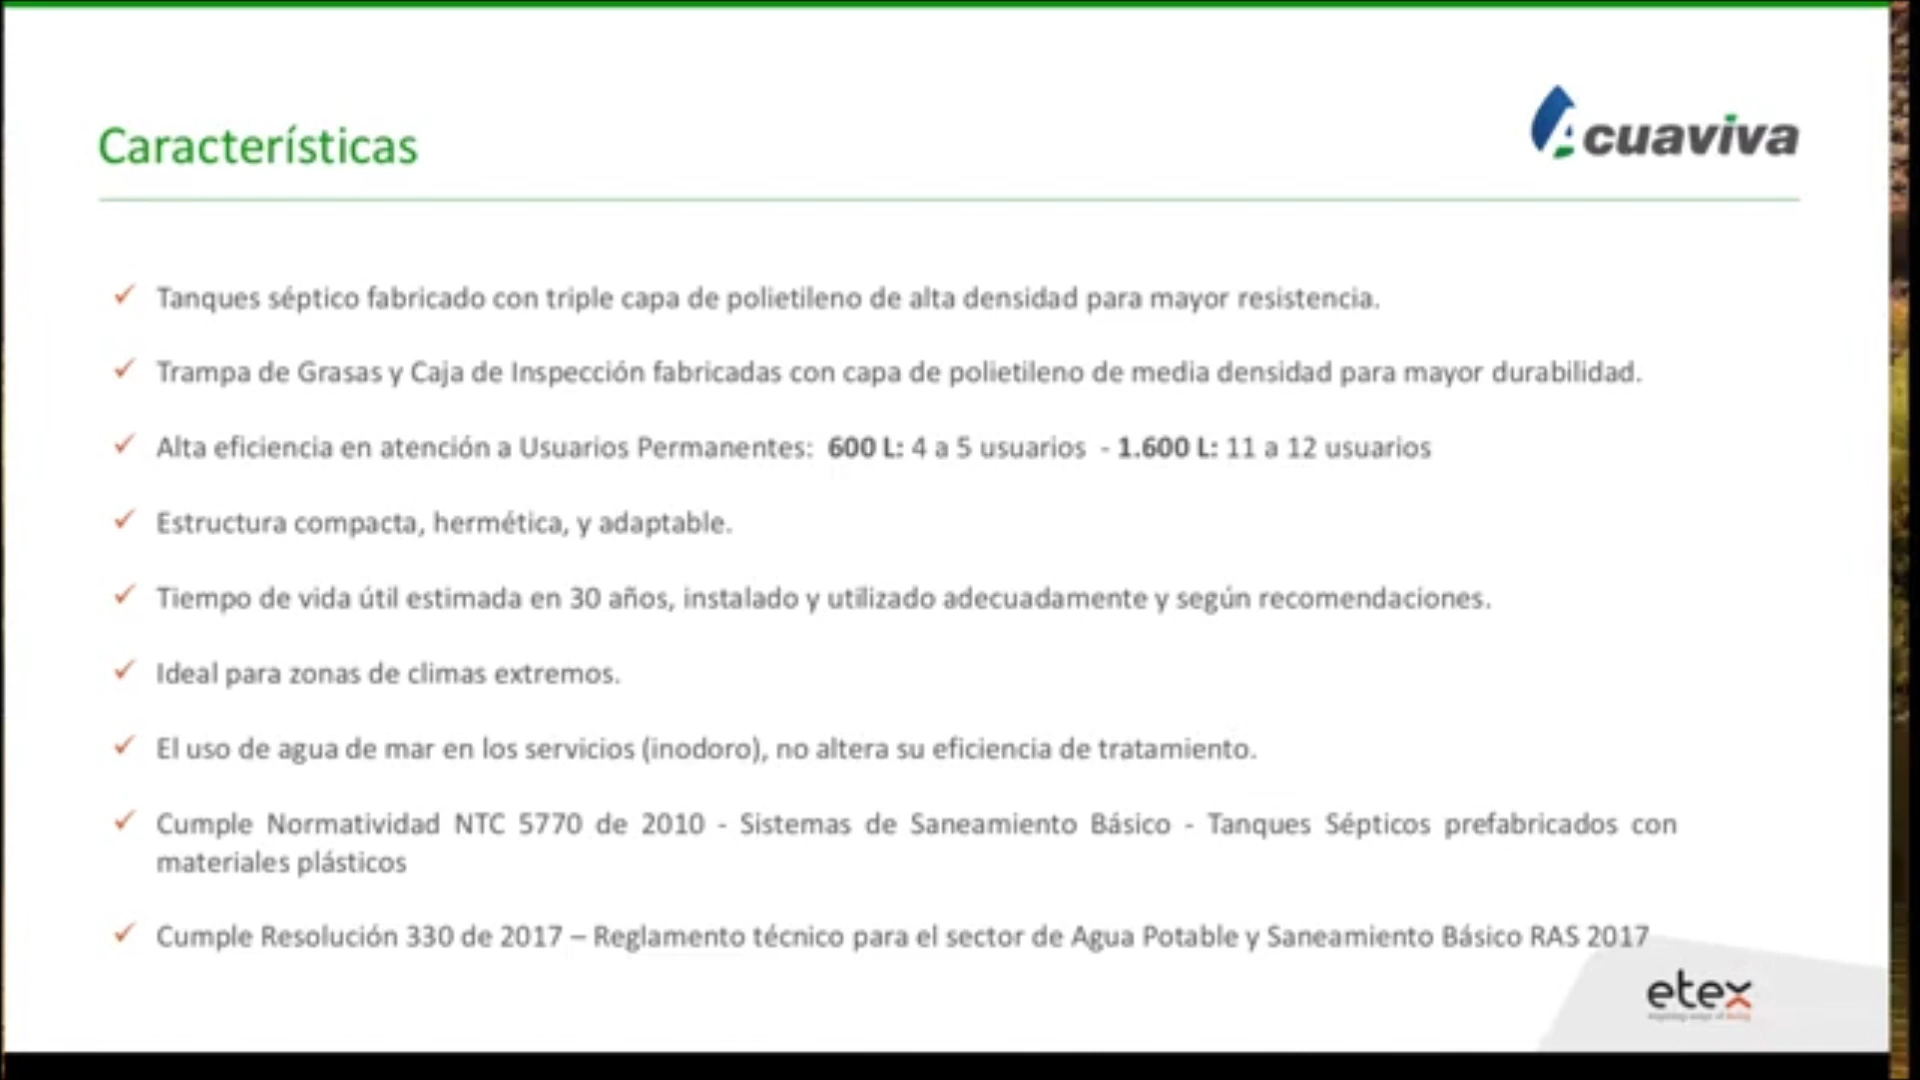 Características
Acuaviva
Tanques séptico fabricado con triple capa de polietileno de alta densidad para mayor resistencia.
Trampa de Grasas y Caja de Inspección fabricadas con capa de polietileno de media densidad para mayor durabilidad.
Alta eficiencia en atención a Usuarios Permanentes: 600 L: 4 a 5 usuarios - 1.600 L: 11 a 12 usuarios
Estructura compacta, hermética, y adaptable.
Tiempo de vida útil estimada en 30 años, instalado y utilizado adecuadamente y según recomendaciones.
Ideal para zonas de climas extremos.
El uso de agua de mar en los servicios (inodoro), no altera su eficiencia de tratamiento.
Cumple Normatividad NTC 5770 de 2010 - Sistemas de Saneamiento Básico - Tanques Sépticos prefabricados con
materiales plásticos
Cumple Resolución 330 de 2017 – Reglamento técnico para el sector de Agua Potable y Saneamiento Básico RAS 2017
etex